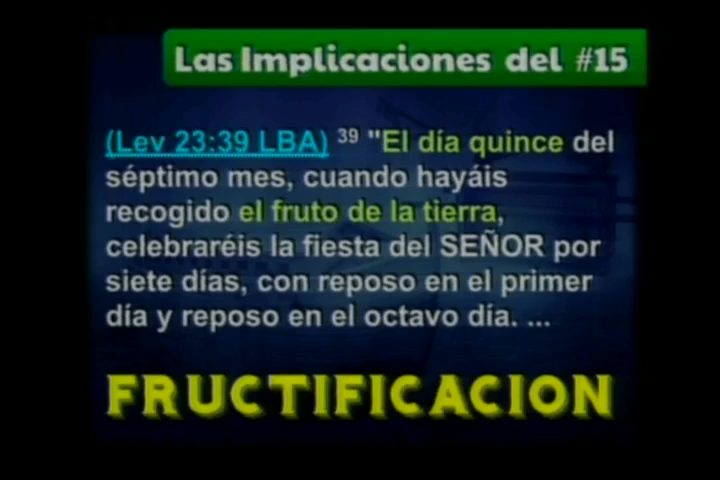 Las Implicaciones del #15
(Lev 23:39 LBA) 39 "El día quince del
séptimo mes, cuando hayáis
recogido el fruto de la tierra,
celebraréis la fiesta del SEÑOR por
siete días, con reposo en el primer
día y reposo en el octavo día. ...
FRUCTIFICACION